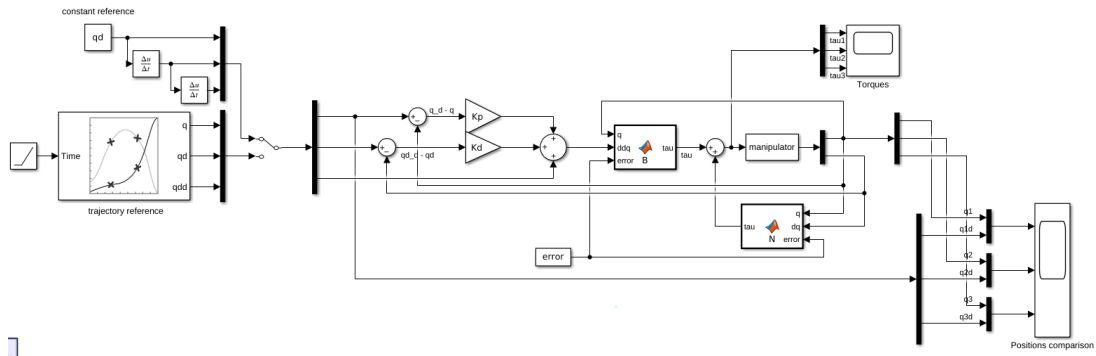 constant reference
qd
Δu
Δt
Δu
Δt
Time
q
qd
qdd
trajectory reference
q_d - q
Kp
qd_d - qd
Kd
q
ddq
error
B
tau
tau
manipulator
tau1
tau2
tau3
Torques
q
dq
error
N
tau
error
q1
q1d
q2
q2d
q3
q3d
Positions comparison